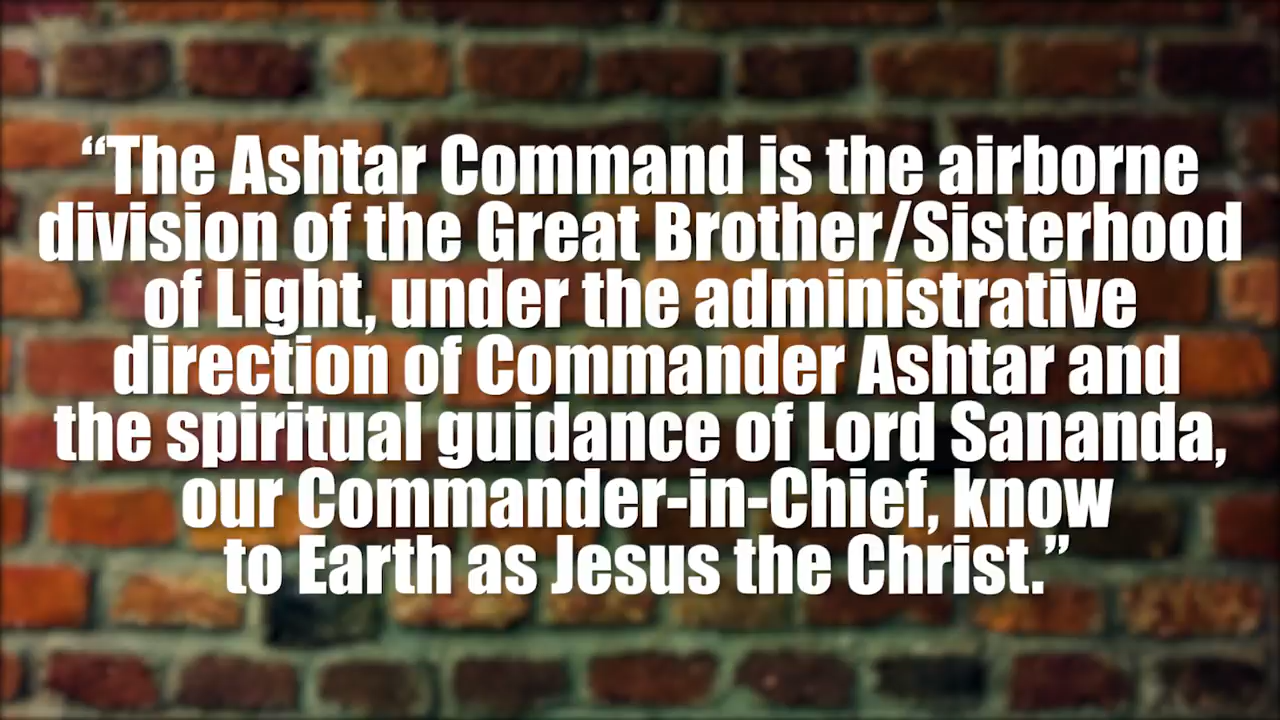 “The Ashtar Command is the airborne
division of the Great Brother/Sisterhood
of Light, under the administrative
direction of Commander Ashtar and
the spiritual guidance of Lord Sananda,
our Commander-in-Chief, know
to Earth as Jesus the Christ.”